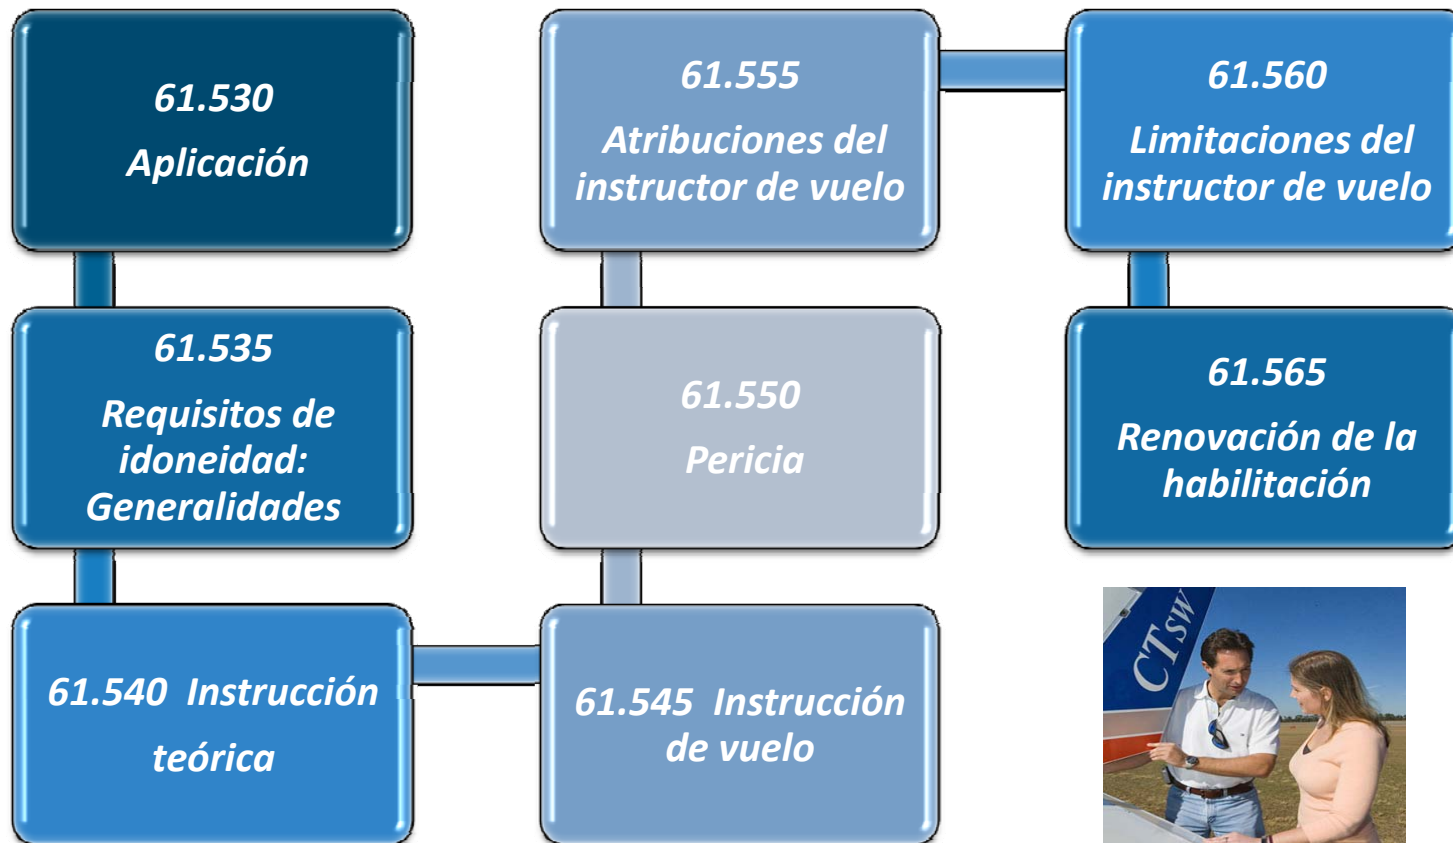 61.530
Aplicación
61.535
Requisitos de
idoneidad:
Generalidades
61.540 Instrucción
teórica
61.545 Instrucción
de vuelo
61.550
Pericia
61.555
Atribuciones del
instructor de vuelo
61.560
Limitaciones del
instructor de vuelo
61.565
Renovación de la
habilitación
CTSW